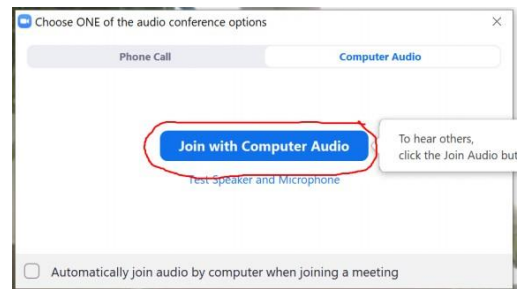 Choose ONE of the audio conference options
Phone Call
Computer Audio
Join with Computer Audio
To hear others,
click the Join Audio but
Test Speaker and Microphone
Automatically join audio by computer when joining a meeting